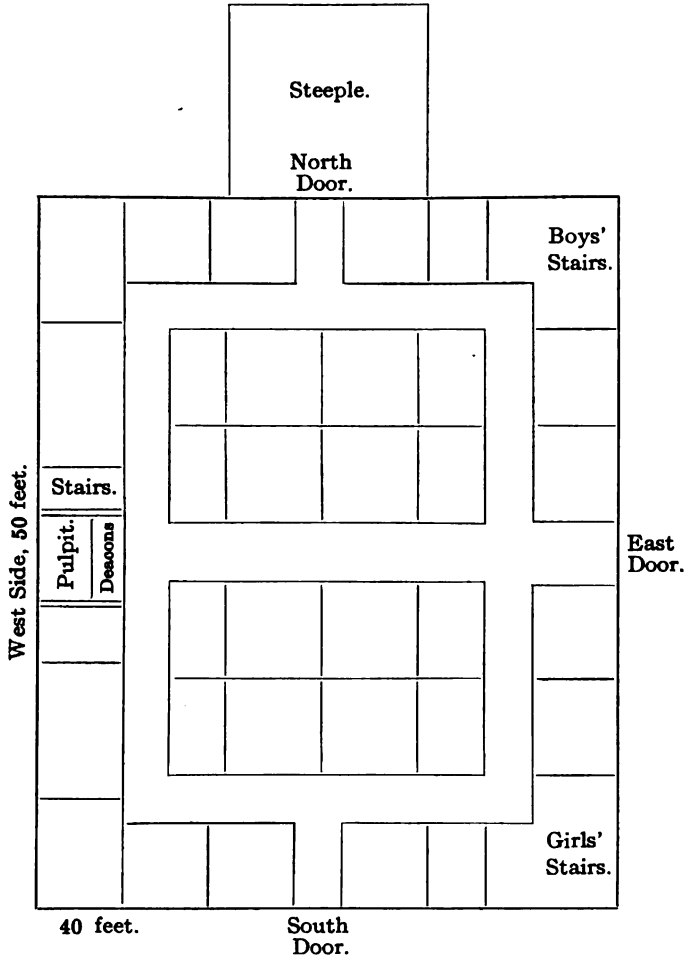 Steeple.
North
Door.
Boys'
Stairs.
West Side, 50 feet.
Stairs.
Pulpit.
Deacons
East
Door.
Girls'
Stairs.
40 feet.
South
Door.